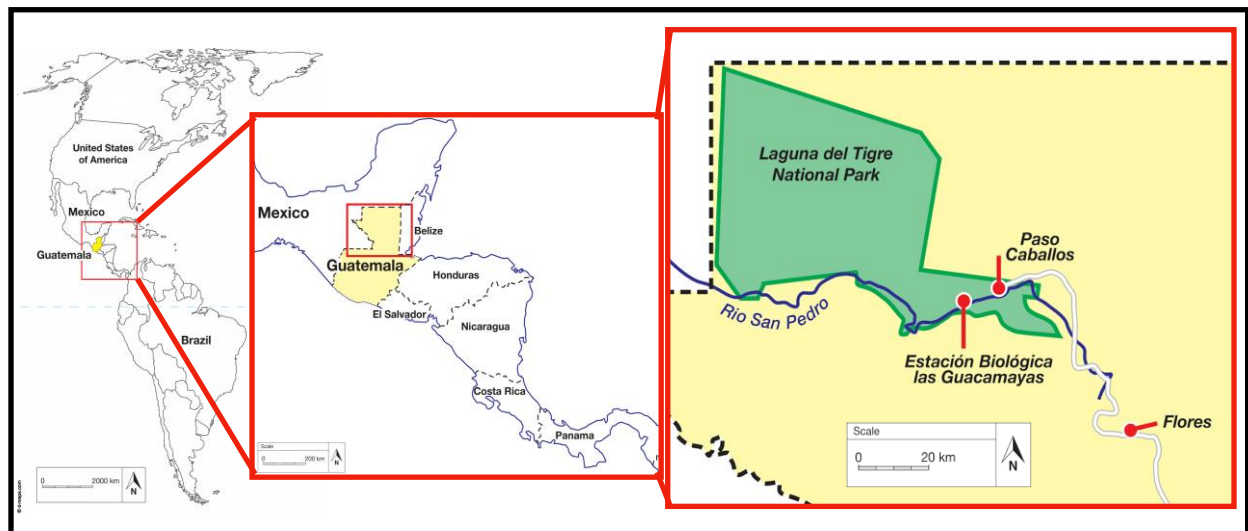 United States
of America
Mexico
Guatemala
Brazil
0 2000 km
N
© d-maps.com
Mexico
Belize
Guatemala
Honduras
El Salvador
Nicaragua
Costa Rica
Panama
Scale
0 200 km
N
Laguna del Tigre
National Park
Paso
Caballos
Rio San Pedro
Estación Biológica
las Guacamayas
Flores
Scale
0 20 km
N